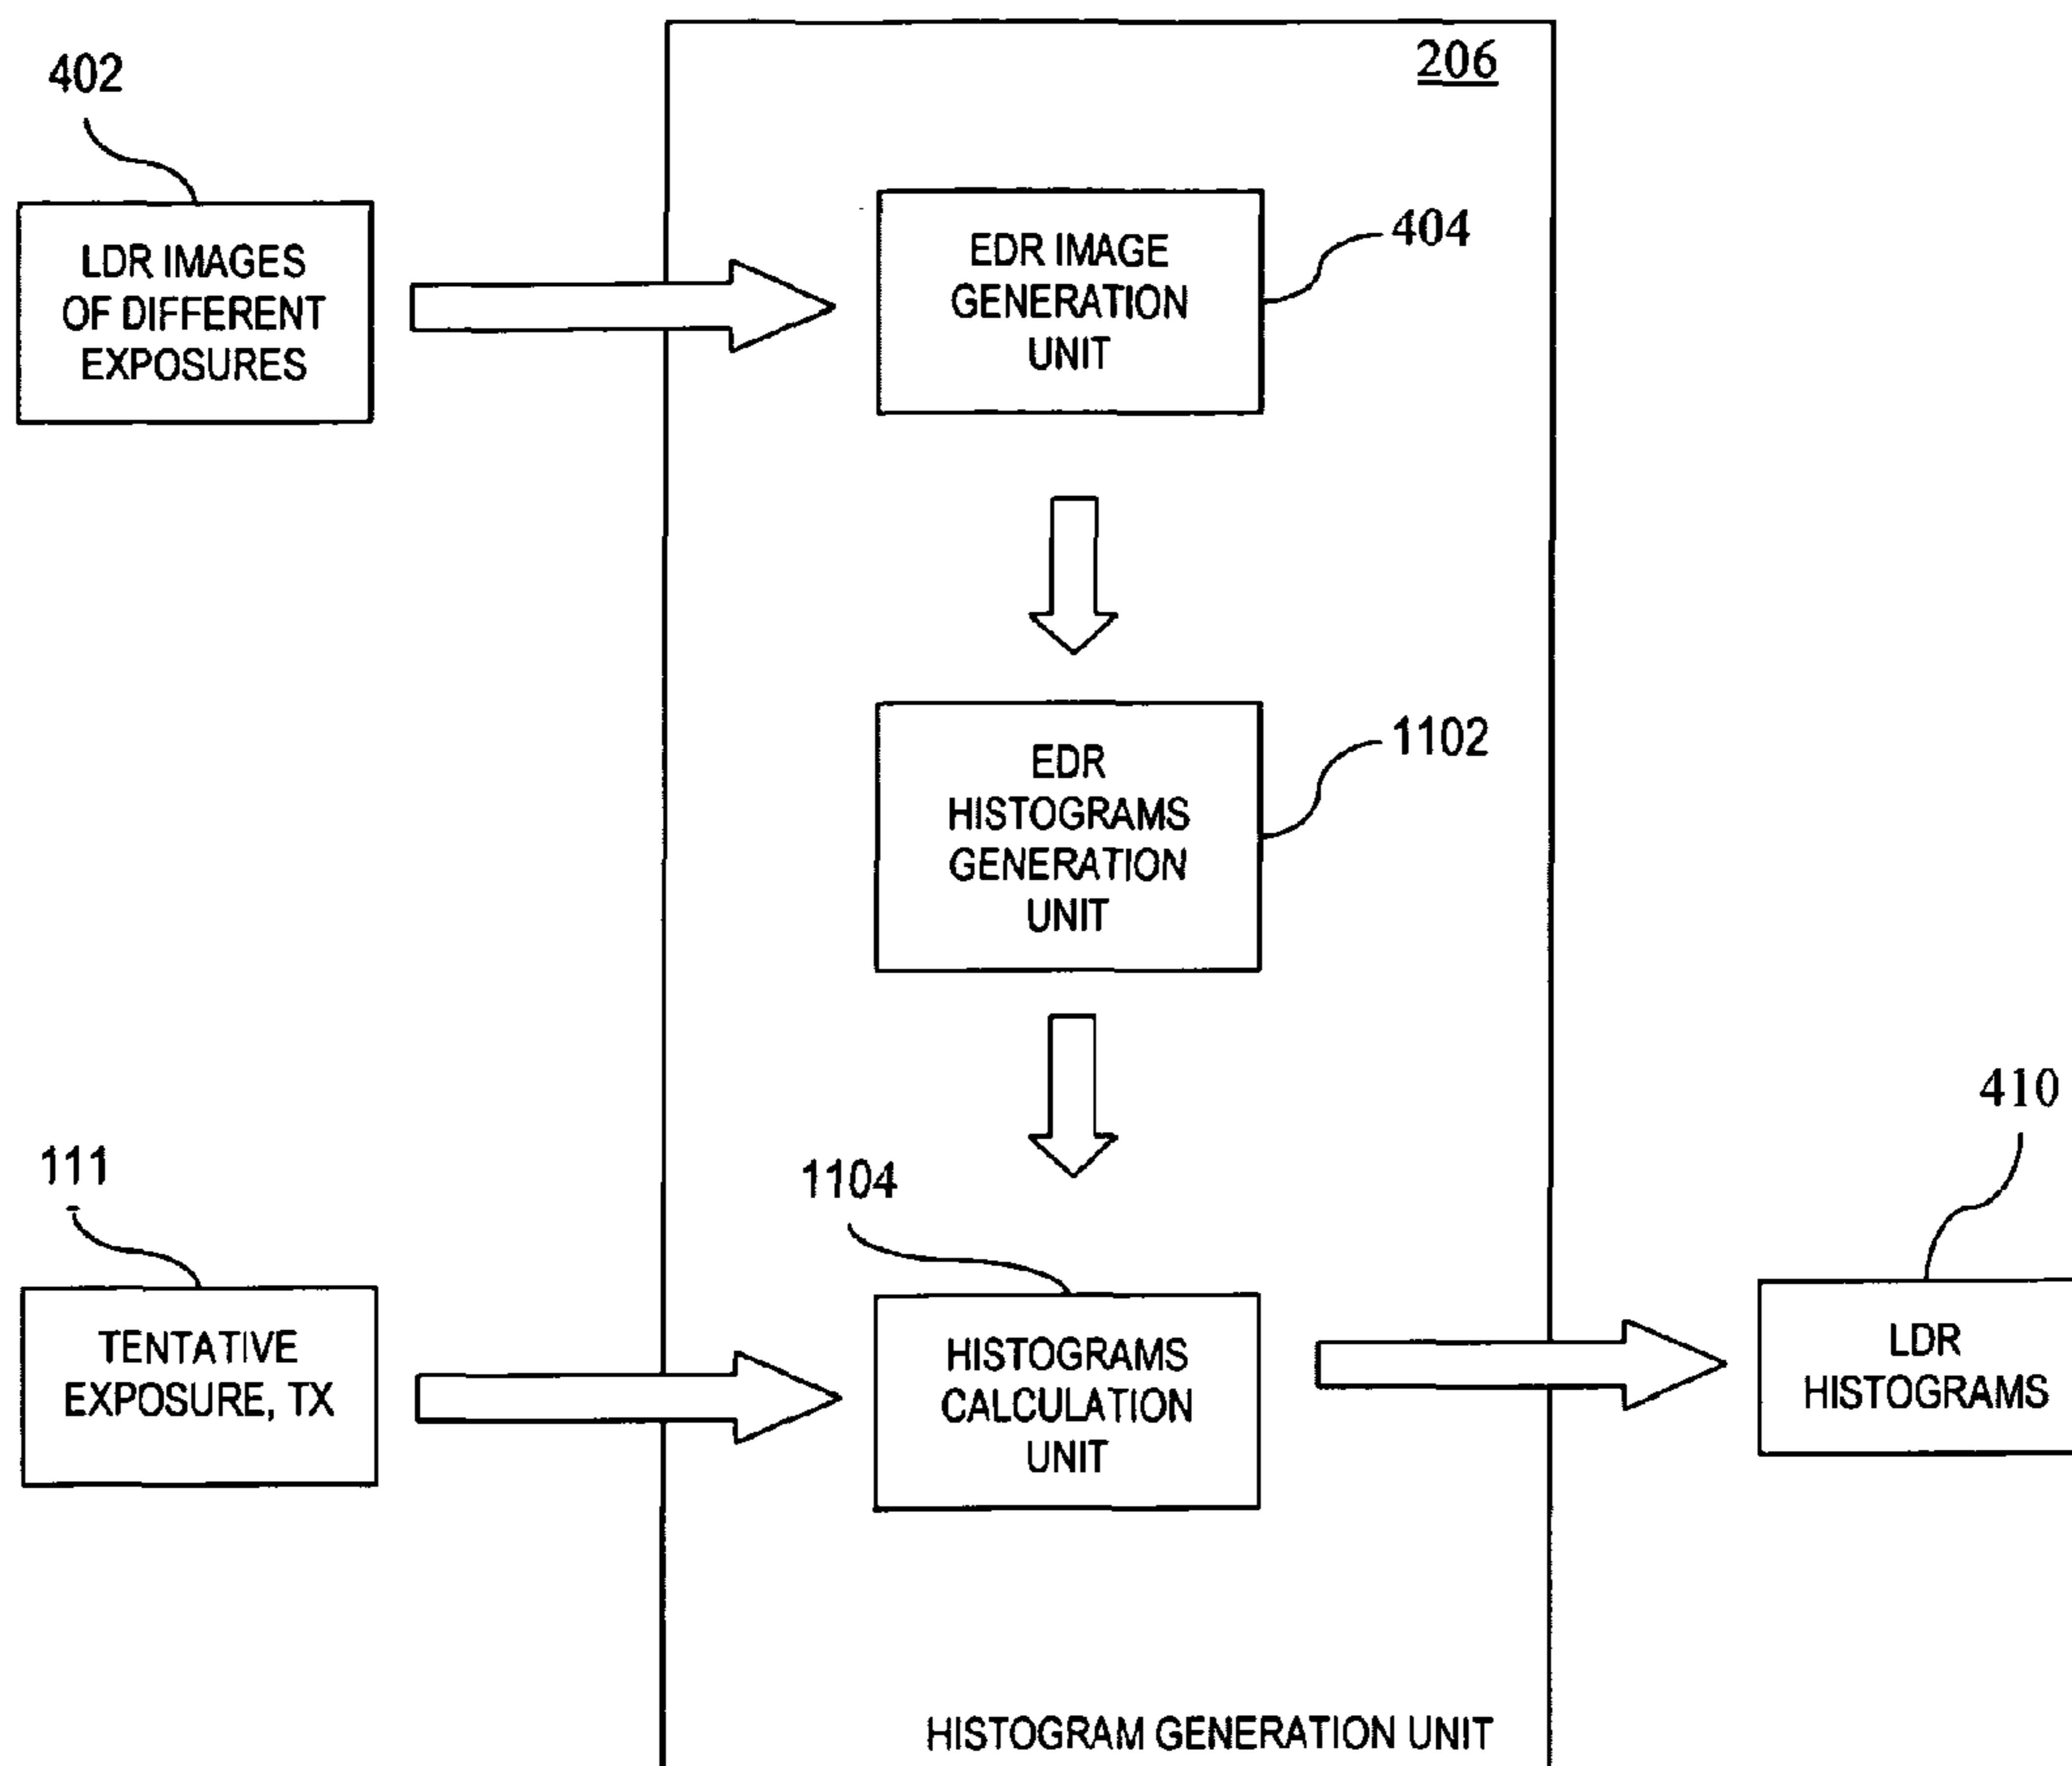 206
402
LDR IMAGES
OF DIFFERENT
EXPOSURES
EDR IMAGE
GENERATION
UNIT
404
EDR
HISTOGRAMS
GENERATION
UNIT
1102
111
TENTATIVE
EXPOSURE, TX
1104
HISTOGRAMS
CALCULATION
UNIT
410
LDR
HISTOGRAMS
HISTOGRAM GENERATION UNIT